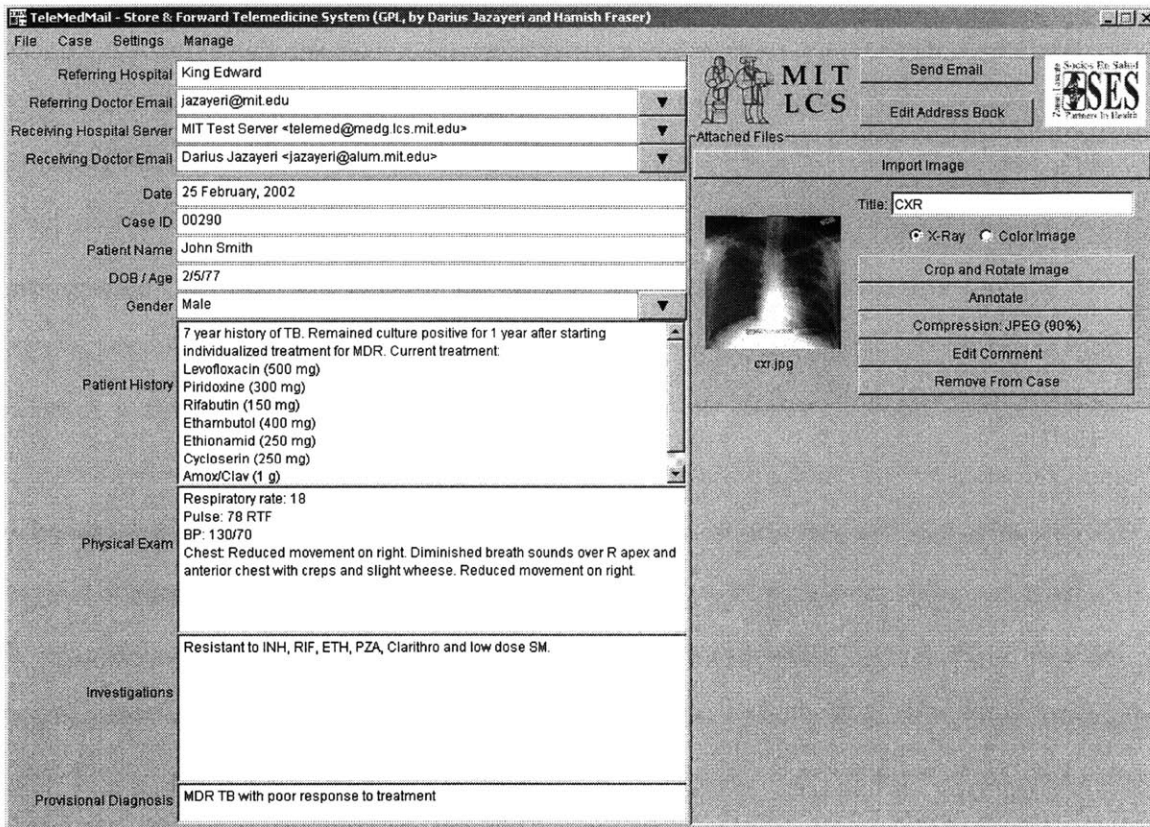 TeleMedMail - Store & Forward Telemedicine System (GPL, by Darius Jazayeri and Hamish Fraser)
File Case Settings Manage
Referring Hospital King Edward
Referring Doctor Email jazayeri@mit.edu
Receiving Hospital Server MIT Test Server <telemed@medg.lcs.mit.edu>
Receiving Doctor Email Darius Jazayeri <jazayeri@alum.mit.edu>
Date 25 February, 2002
Case ID 00290
Patient Name John Smith
DOB / Age 2/5/77
Gender Male
Patient History
7 year history of TB. Remained culture positive for 1 year after starting
individualized treatment for MDR. Current treatment:
Levofloxacin (500 mg)
Piridoxine (300 mg)
Rifabutin (150 mg)
Ethambutol (400 mg)
Ethionamid (250 mg)
Cycloserin (250 mg)
Amox/Clav (1 g)
Physical Exam
Respiratory rate: 18
Pulse: 78 RTF
BP: 130/70
Chest: Reduced movement on right. Diminished breath sounds over R apex and
anterior chest with creps and slight wheese. Reduced movement on right.
Investigations
Resistant to INH, RIF, ETH, PZA, Clarithro and low dose SM.
Provisional Diagnosis MDR TB with poor response to treatment
MIT
LCS
Send Email
Edit Address Book
Socios En Salud
SES
Partners In Health
Attached Files
Import Image
Title: CXR
X-Ray Color Image
Crop and Rotate Image
Annotate
Compression: JPEG (90%)
Edit Comment
Remove From Case
cxr.jpg